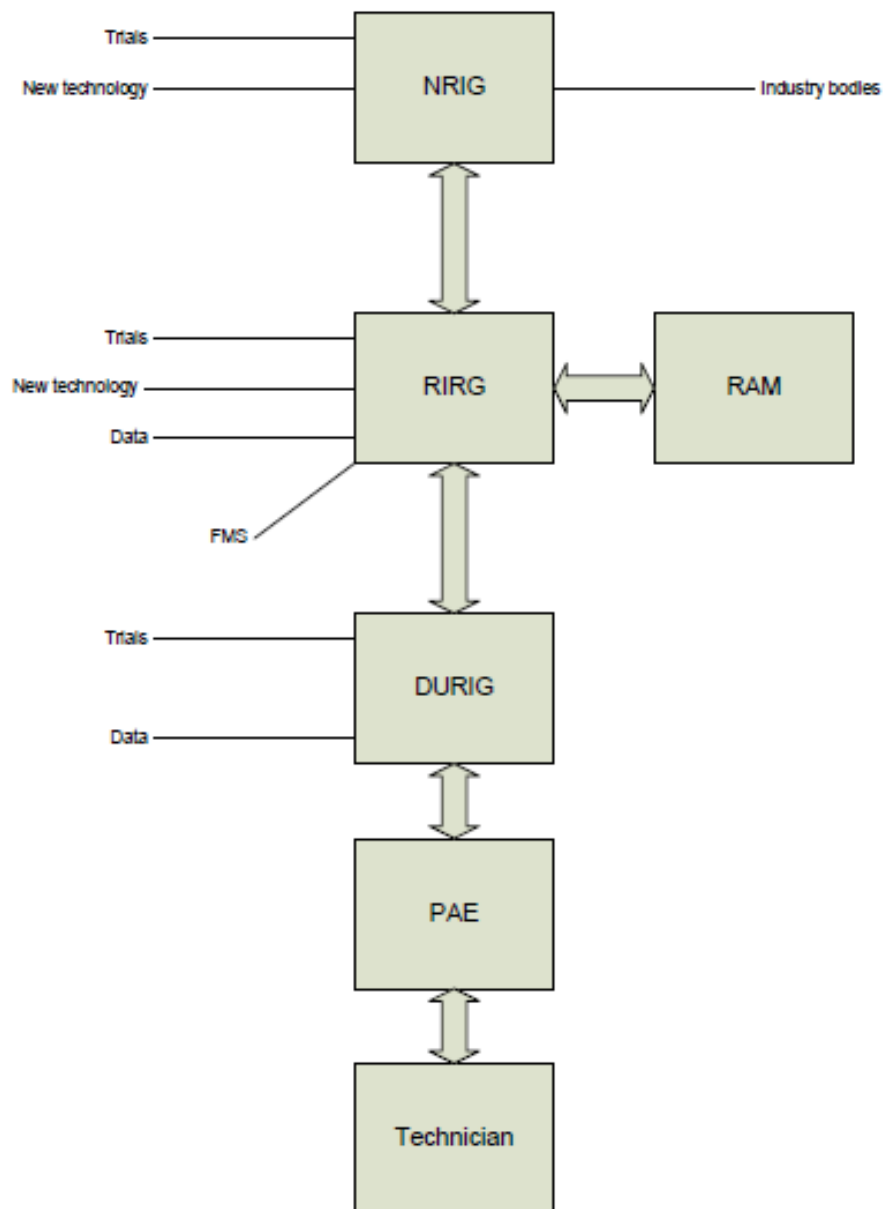 Trials
New technology
NRIG
Industry bodies
Trials
New technology
RIRG
RAM
Data
FMS
Trials
DURIG
Data
PAE
Technician